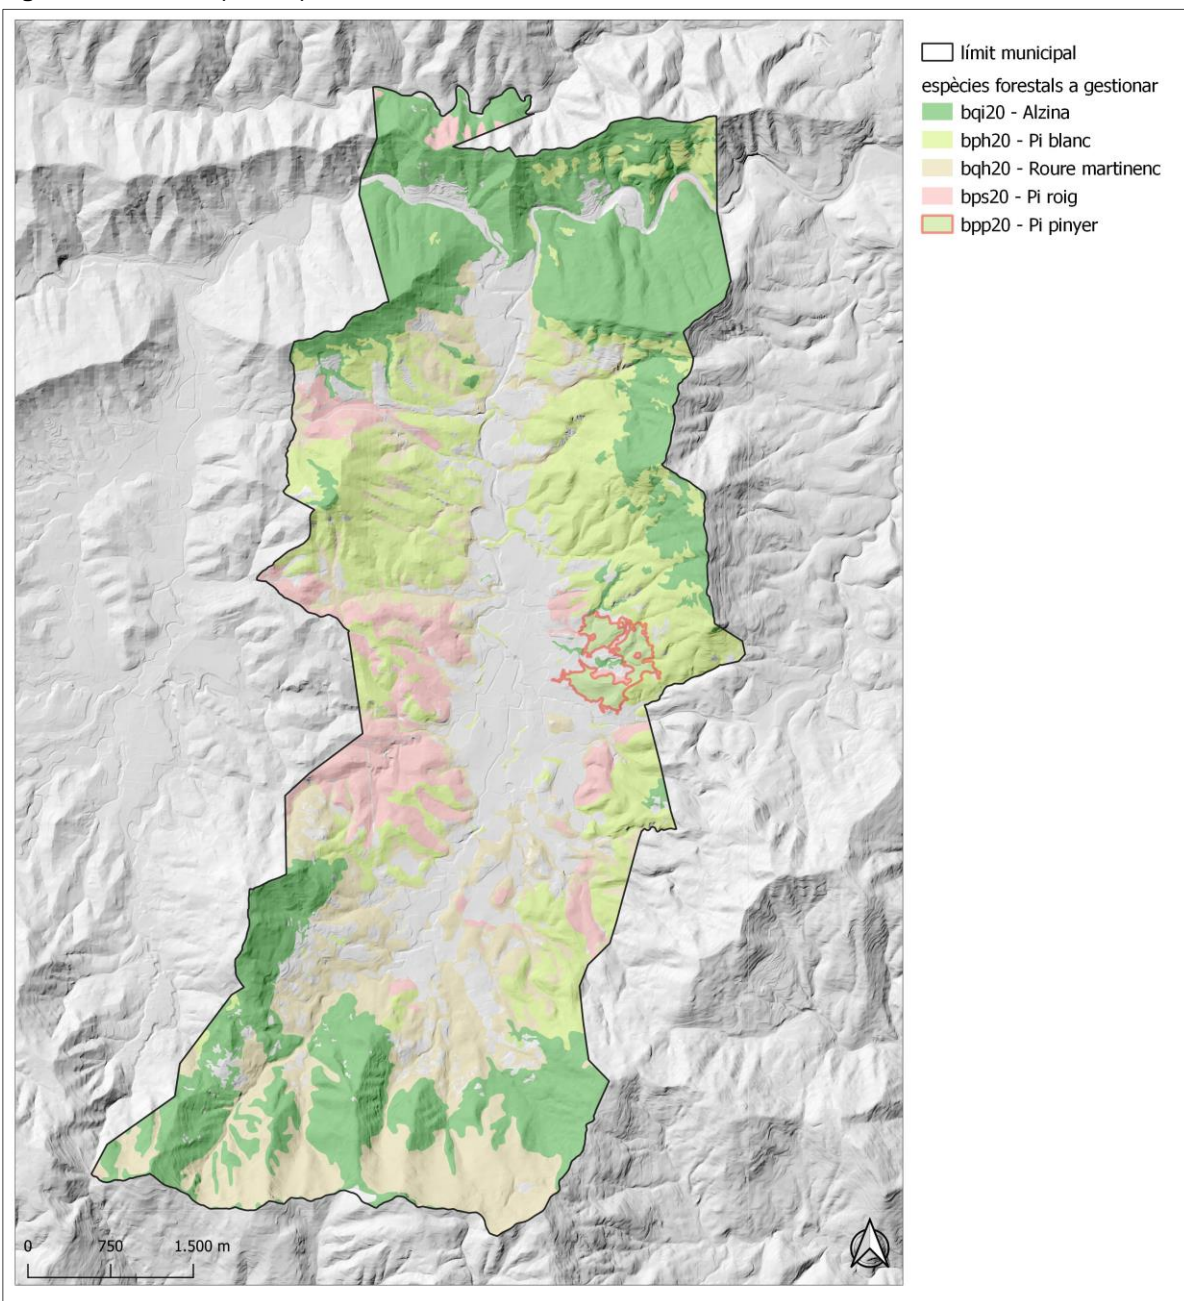 límit municipal
espècies forestals a gestionar
bqi20 - Alzina
bph20 - Pi blanc
bqh20 - Roure martinenc
bps20 - Pi roig
bpp20 - Pi pinyer
0 750 1.500 m